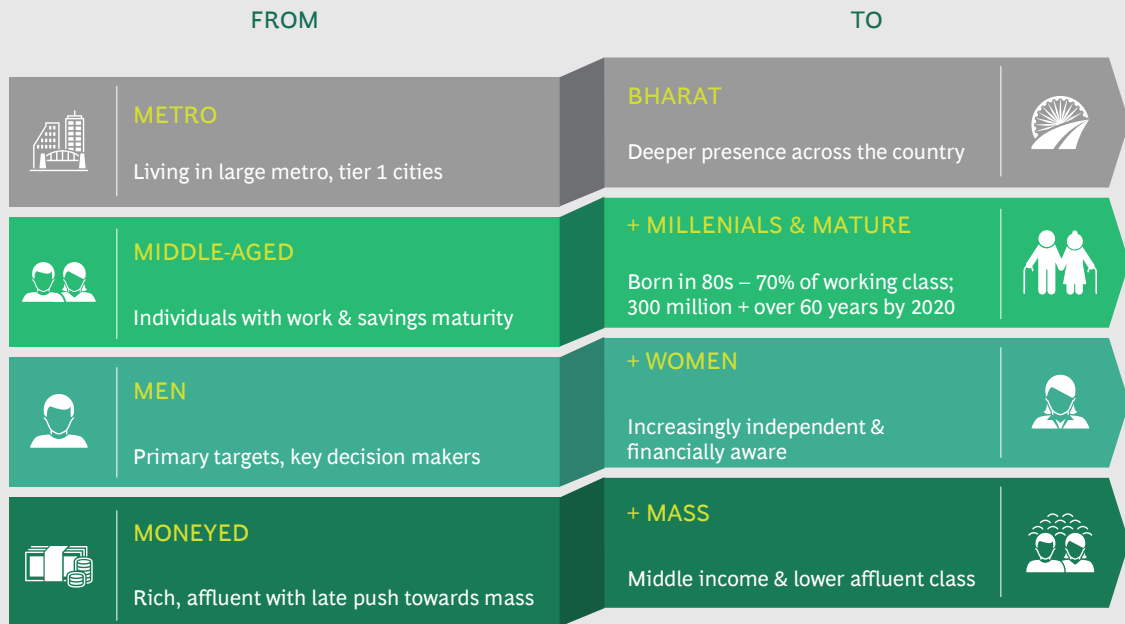 FROM
TO
METRO
Living in large metro, tier 1 cities
BHARAT
Deeper presence across the country
MIDDLE-AGED
Individuals with work & savings maturity
+ MILLENIALS & MATURE
Born in 80s – 70% of working class;
300 million + over 60 years by 2020
MEN
Primary targets, key decision makers
+ WOMEN
Increasingly independent &
financially aware
MONEYED
Rich, affluent with late push towards mass
+ MASS
Middle income & lower affluent class